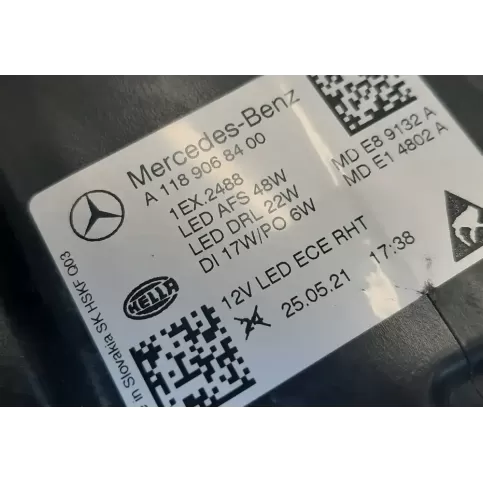 Mercedes-Benz
A 118 906 84 00
1EX.2488
LED AFS 48W
LED DRL 22W
DI 17W/PO 6W
MD E8 9132 A
MD E1 4802 A
HELLA
12V LED ECE RHT
25.05.21 17:38
in Slovakia SK HSKF Q03